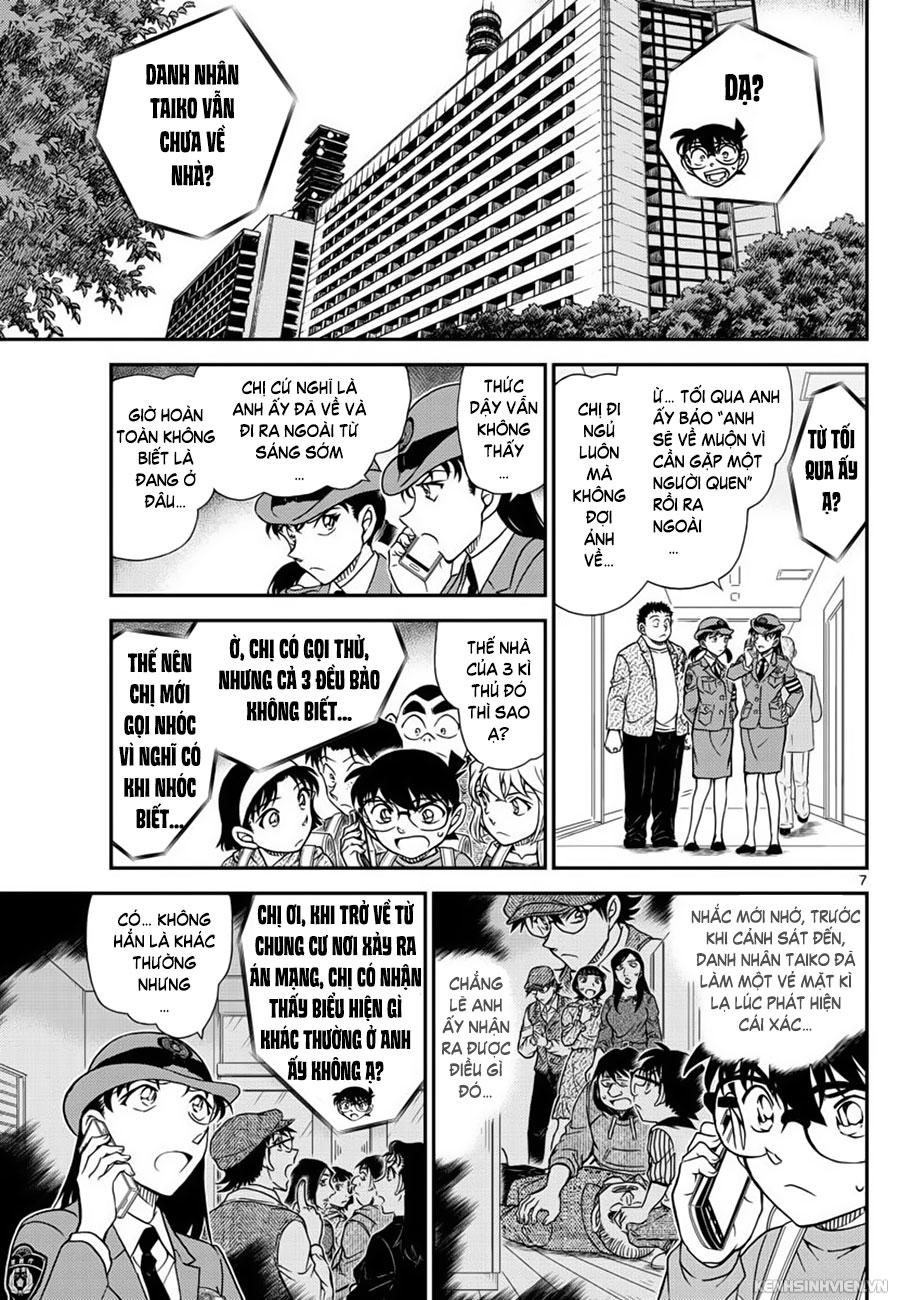 DẠ?
DANH NHÂN
TAIKO VẪN
CHƯA VỀ
NHÀ?
TỪ TỐI
QUA ẤY
Ạ?
Ừ... TỐI QUA ANH
ẤY BẢO "ANH
SẼ VỀ MUỘN VÌ
CẦN GẶP MỘT
NGƯỜI QUEN"
RỒI RA
NGOÀI
...
CHỊ ĐI
NGỦ LUÔN
MÀ KHÔNG
ĐỢI
ẢNH
VỀ...
THỨC
DẬY VẪN
KHÔNG
THẤY
...
CHỊ CỨ NGHĨ LÀ
ANH ẤY ĐÃ VỀ VÀ
ĐI RA NGOÀI TỪ
SÁNG SỚM
...
GIỜ HOÀN
TOÀN KHÔNG
BIẾT LÀ
ĐANG Ở
ĐÂU...
THẾ NHÀ
CỦA 3 KÌ
THỦ ĐÓ
THÌ SAO
Ạ?
Ờ, CHỊ CÓ GỌI THỬ,
NHƯNG CẢ 3 ĐỀU BẢO
KHÔNG BIẾT...
THẾ NÊN
CHỊ MỚI
GỌI NHÓC
VÌ NGHĨ CÓ
KHI NHÓC
BIẾT...
7
NHẮC MỚI NHỚ, TRƯỚC
KHI CẢNH SÁT ĐẾN,
DANH NHÂN TAIKO ĐÃ
LÀM MỘT VẺ MẶT KÌ
LẠ LÚC PHÁT HIỆN
CÁI XÁC...
CHẲNG
LẼ ANH
ẤY NHẬN
RA ĐƯỢC
ĐIỀU GÌ
ĐÓ...
CHỊ ƠI, KHI TRỞ VỀ TỪ
CHUNG CƯ NƠI XẢY RA
ÁN MẠNG, CHỊ CÓ NHẬN
THẤY BIỂU HIỆN GÌ
KHÁC THƯỜNG Ở ANH
ẤY KHÔNG Ạ?
CÓ... KHÔNG
HẲN LÀ KHÁC
THƯỜNG
NHƯNG
...
KENHSINHVIEN.VN